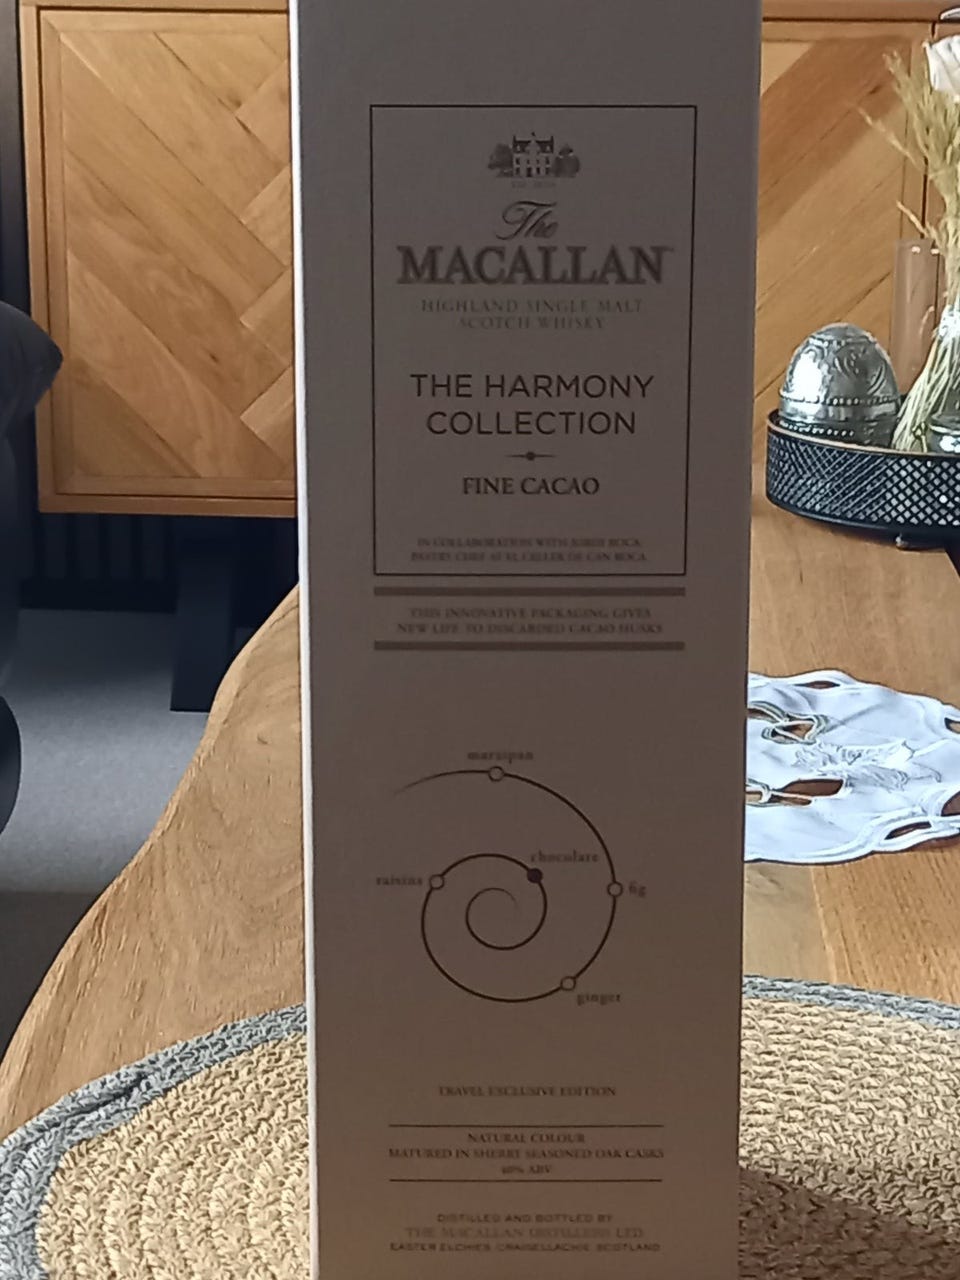 The
MACALLAN
HIGHLAND SINGLE MALT
SCOTCH WHISKY
THE HARMONY
COLLECTION
FINE CACAO
IN COLLABORATION WITH JORDI ROCA
PASTRY CHEF AT EL CELLER DE CAN ROCA
THIS INNOVATIVE PACKAGING GIVES
NEW LIFE TO DISCARDED CACAO HUSKS
marzipan
chocolate
raisins
fig
ginger
TRAVEL EXCLUSIVE EDITION
NATURAL COLOUR
MATURED IN SHERRY SEASONED OAK CASKS
40% ABV
DISTILLED AND BOTTLED BY
THE MACALLAN DISTILLERS LTD
EASTER ELCHIES, CRAIGELLACHIE, SCOTLAND